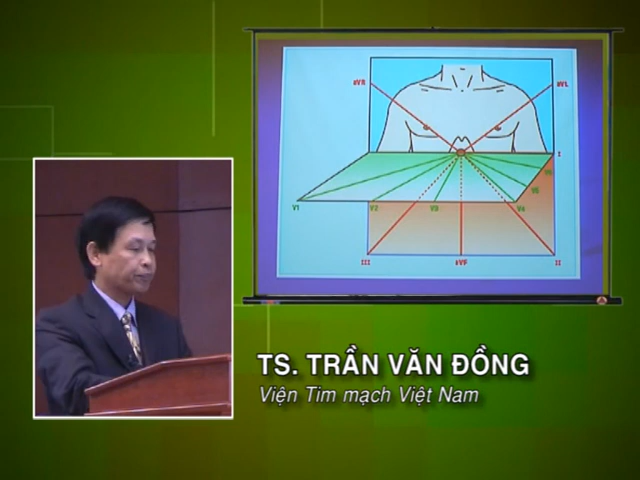 aVR
aVL
I
V6
V5
V1
V2
V3
V4
III
aVF
II
TS. TRẦN VĂN ĐỒNG
Viện Tim mạch Việt Nam